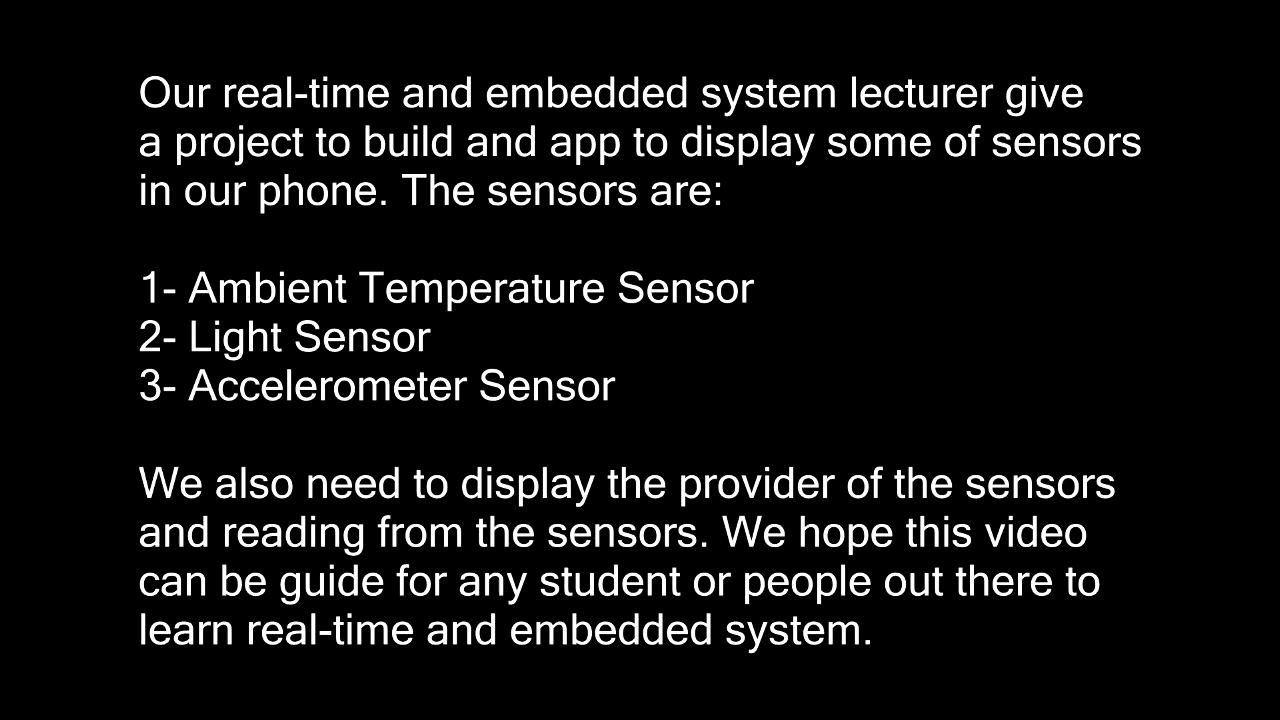 Our real-time and embedded system lecturer give
a project to build and app to display some of sensors
in our phone. The sensors are:
1- Ambient Temperature Sensor
2- Light Sensor
3- Accelerometer Sensor
We also need to display the provider of the sensors
and reading from the sensors. We hope this video
can be guide for any student or people out there to
learn real-time and embedded system.